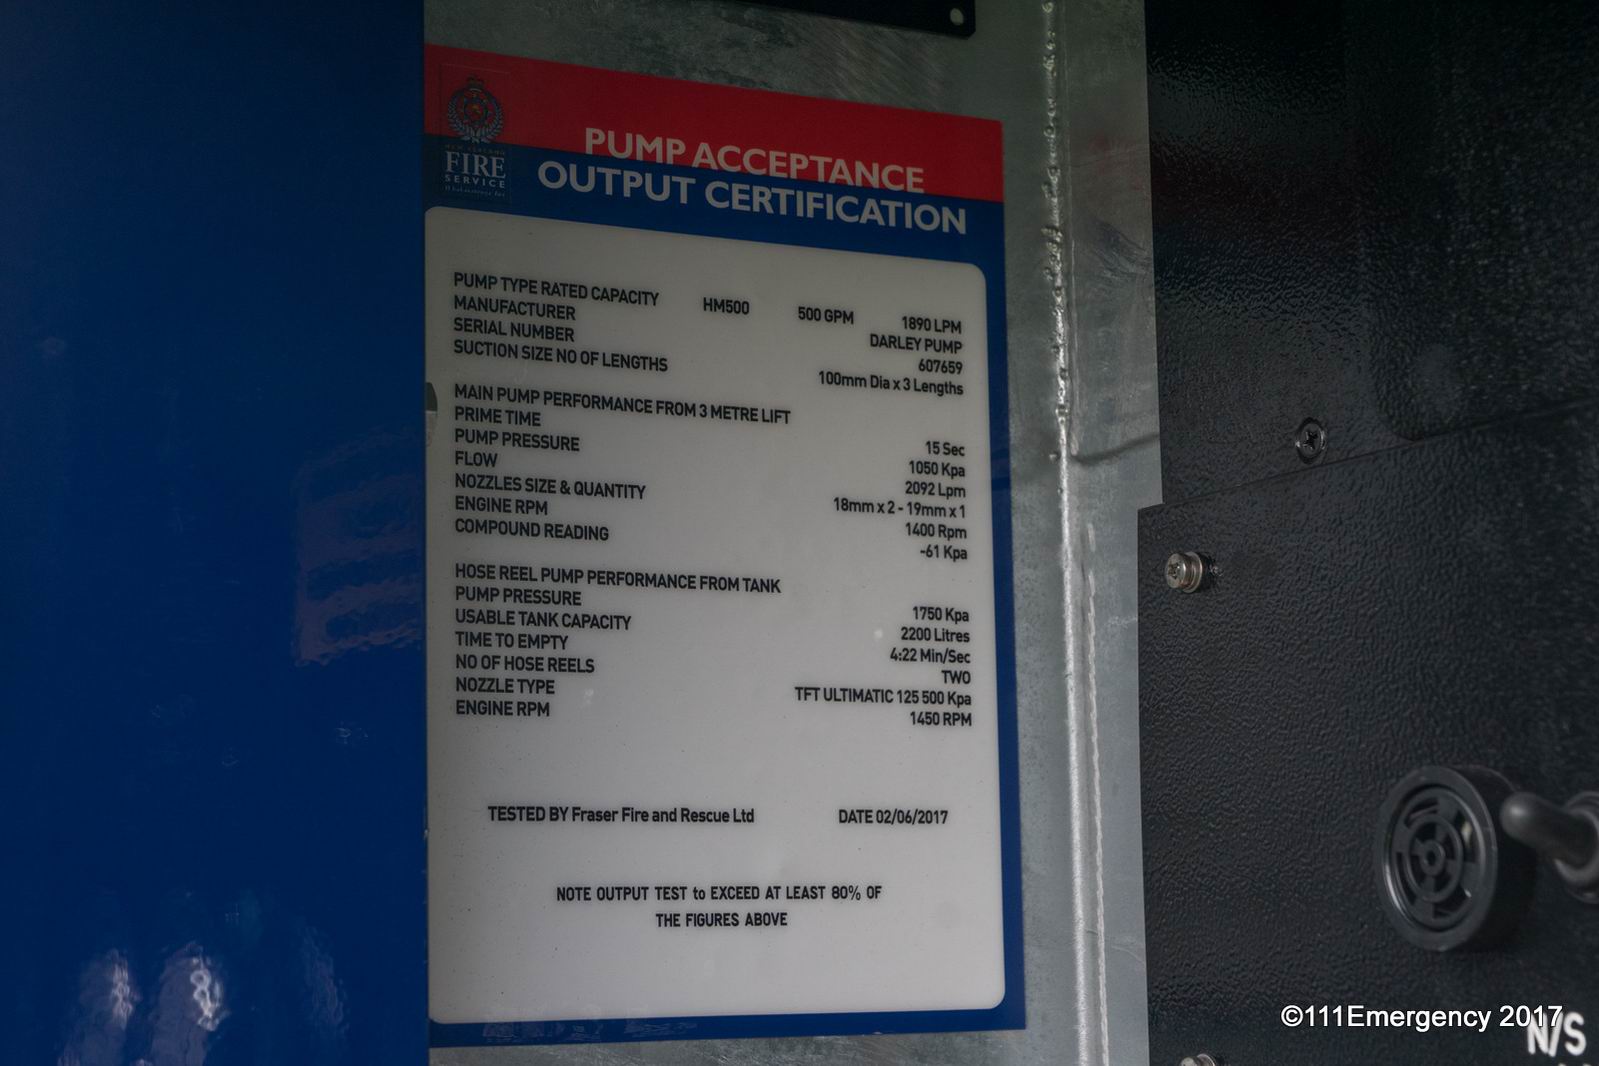 NEW ZEALAND
FIRE
SERVICE
PUMP ACCEPTANCE
OUTPUT CERTIFICATION
PUMP TYPE RATED CAPACITY HM500 500 GPM 1890 LPM
MANUFACTURER DARLEY PUMP
SERIAL NUMBER 607659
SUCTION SIZE NO OF LENGTHS 100mm Dia x 3 Lengths
MAIN PUMP PERFORMANCE FROM 3 METRE LIFT
PRIME TIME 15 Sec
PUMP PRESSURE 1050 Kpa
FLOW 2092 Lpm
NOZZLES SIZE & QUANTITY 18mm x 2 - 19mm x 1
ENGINE RPM 1400 Rpm
COMPOUND READING -61 Kpa
HOSE REEL PUMP PERFORMANCE FROM TANK
PUMP PRESSURE 1750 Kpa
USABLE TANK CAPACITY 2200 Litres
TIME TO EMPTY 4:22 Min/Sec
NO OF HOSE REELS TWO
NOZZLE TYPE TFT ULTIMATIC 125 500 Kpa
ENGINE RPM 1450 RPM
TESTED BY Fraser Fire and Rescue Ltd DATE 02/06/2017
NOTE OUTPUT TEST to EXCEED AT LEAST 80% OF
THE FIGURES ABOVE
©111Emergency 2017
N/S